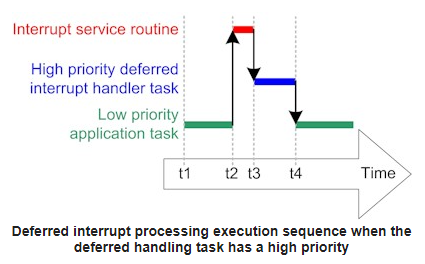 Interrupt service routine
High priority deferred
interrupt handler task
Low priority
application task
t1 t2 t3 t4 Time
Deferred interrupt processing execution sequence when the
deferred handling task has a high priority